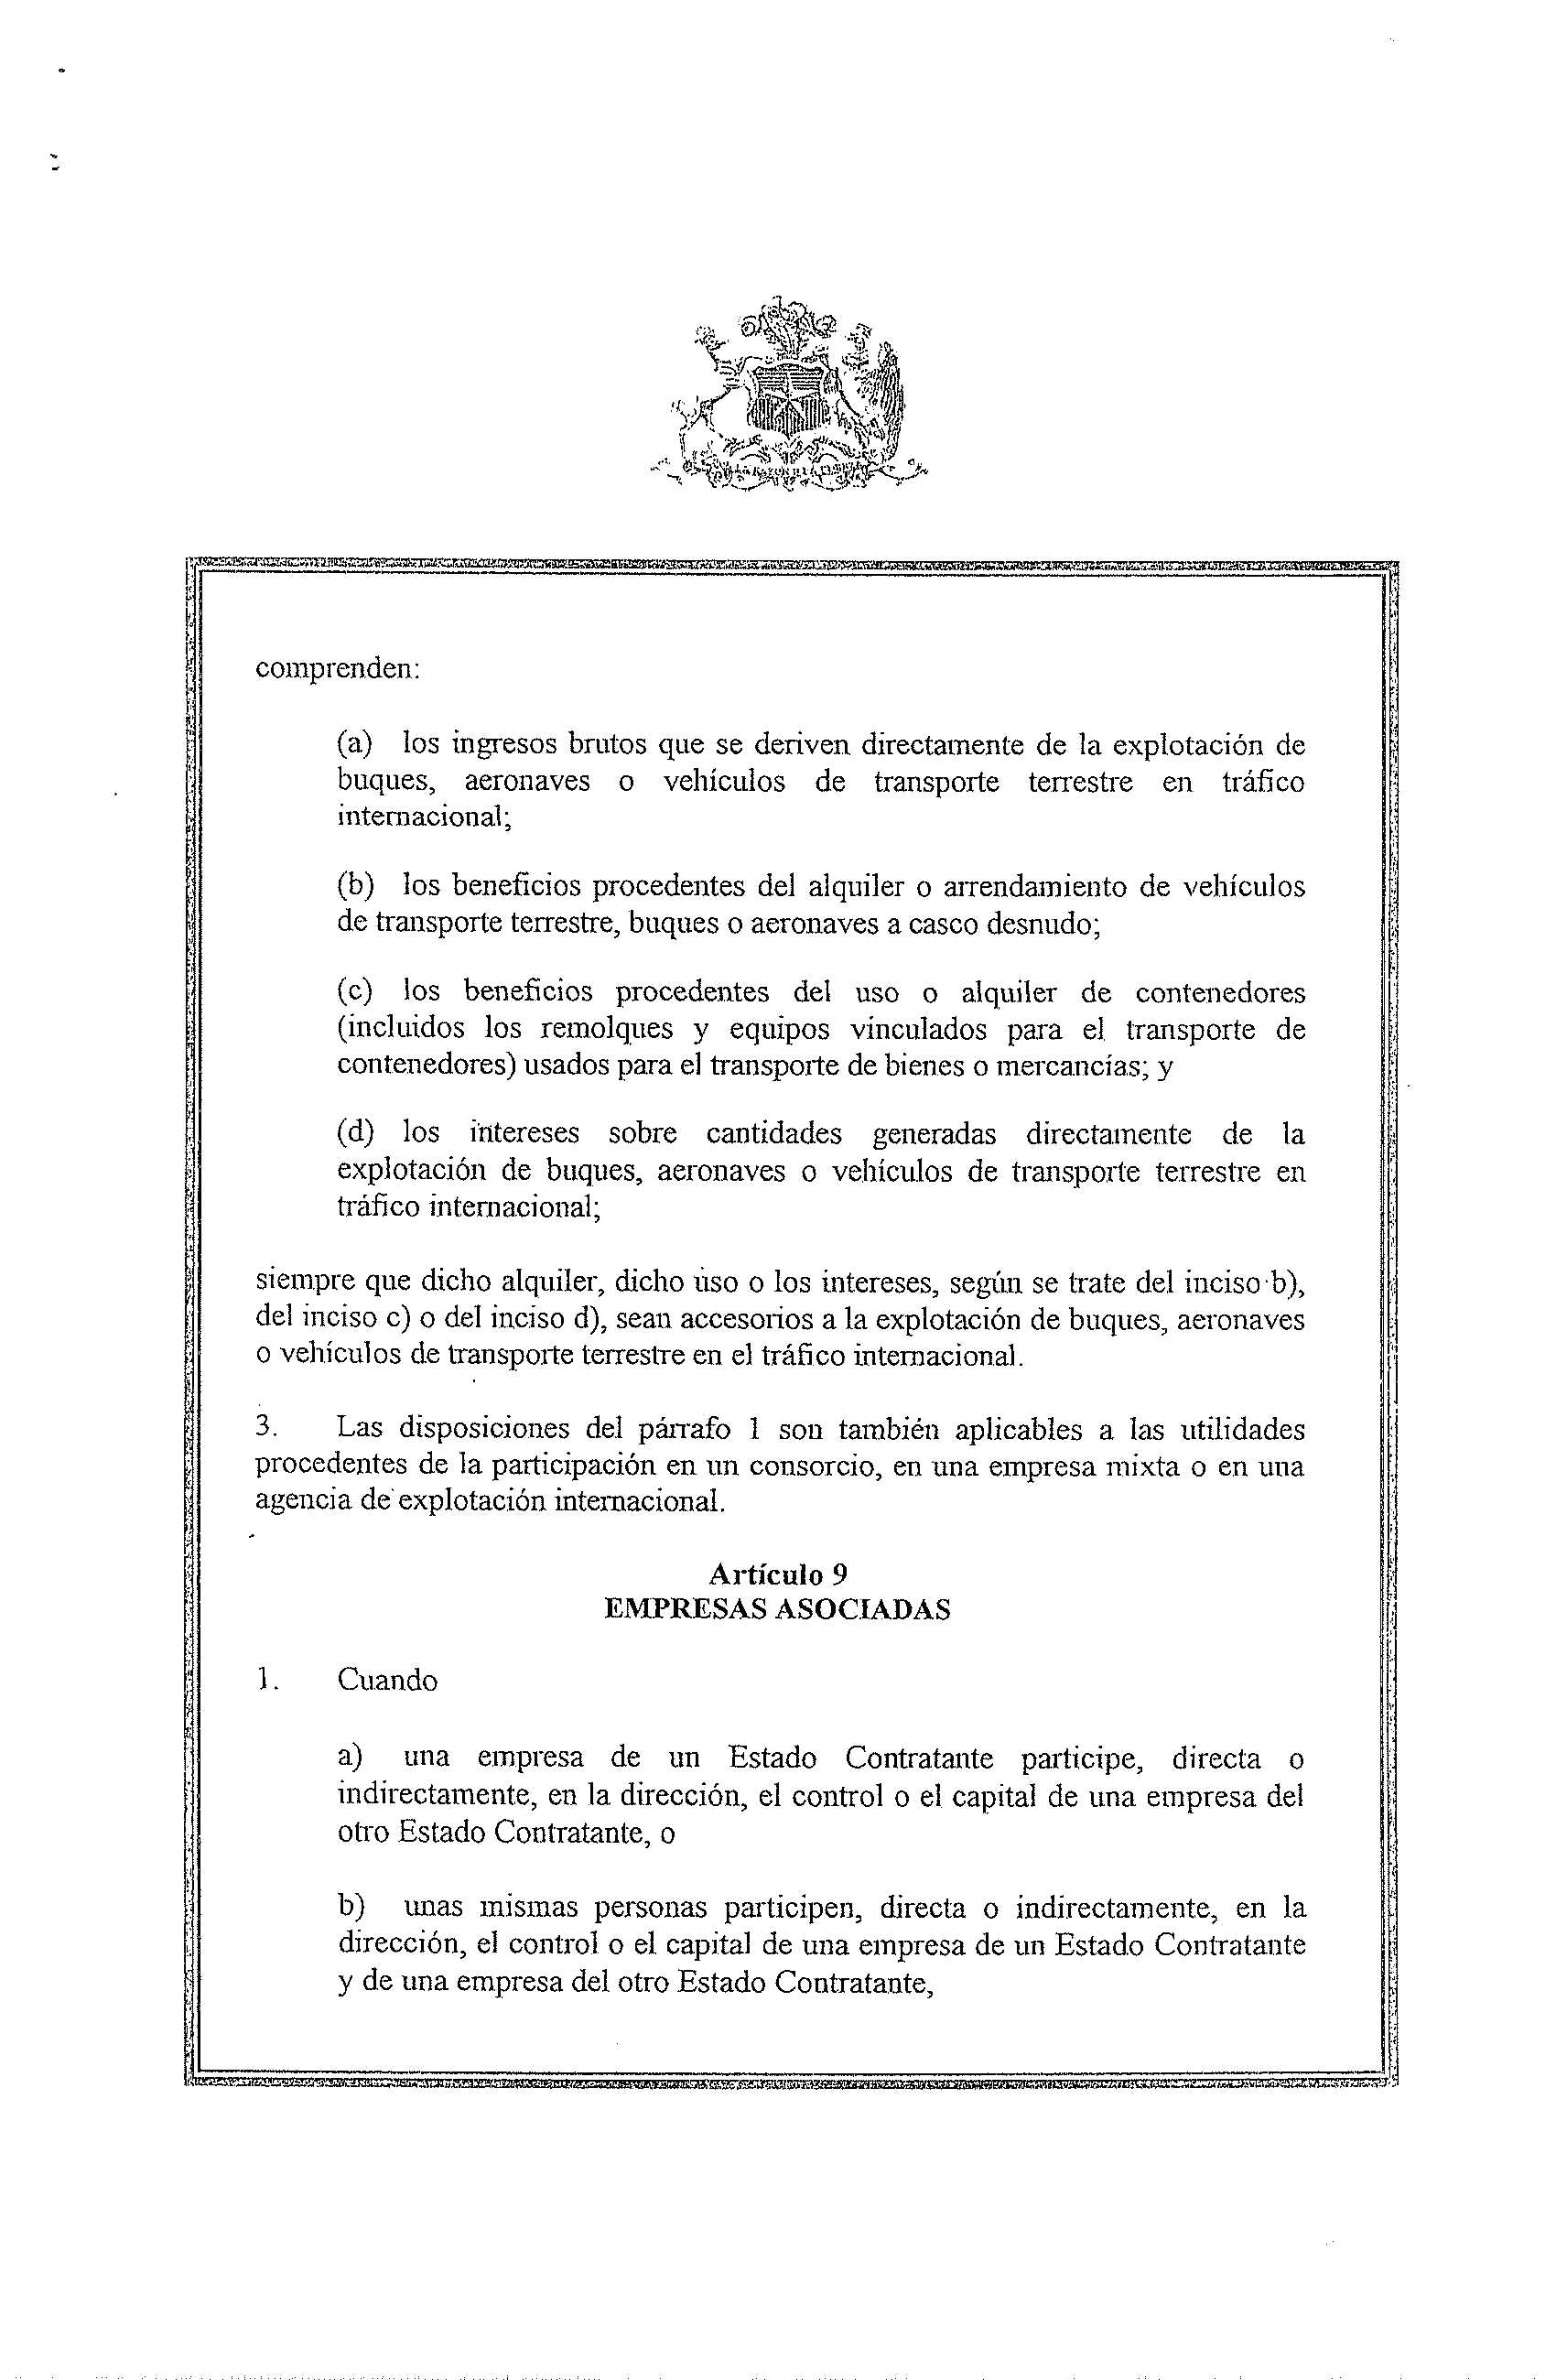 comprenden:
(a) los ingresos brutos que se deriven directamente de la explotación de
buques, aeronaves o vehículos de transporte terrestre en tráfico
internacional;
(b) los beneficios procedentes del alquiler o arrendamiento de vehículos
de transporte terrestre, buques o aeronaves a casco desnudo;
(c) los beneficios procedentes del uso o alquiler de contenedores
(incluidos los remolques y equipos vinculados para el transporte de
contenedores) usados para el transporte de bienes o mercancías; y
(d) los intereses sobre cantidades generadas directamente de la
explotación de buques, aeronaves o vehículos de transporte terrestre en
tráfico internacional;
siempre que dicho alquiler, dicho uso o los intereses, según se trate del inciso b),
del inciso c) o del inciso d), sean accesorios a la explotación de buques, aeronaves
o vehículos de transporte terrestre en el tráfico internacional.
3. Las disposiciones del párrafo 1 son también aplicables a las utilidades
procedentes de la participación en un consorcio, en una empresa mixta o en una
agencia de explotación internacional.
Artículo 9
EMPRESAS ASOCIADAS
1. Cuando
a) una empresa de un Estado Contratante participe, directa o
indirectamente, en la dirección, el control o el capital de una empresa del
otro Estado Contratante, o
b) unas mismas personas participen, directa o indirectamente, en la
dirección, el control o el capital de una empresa de un Estado Contratante
y de una empresa del otro Estado Contratante,